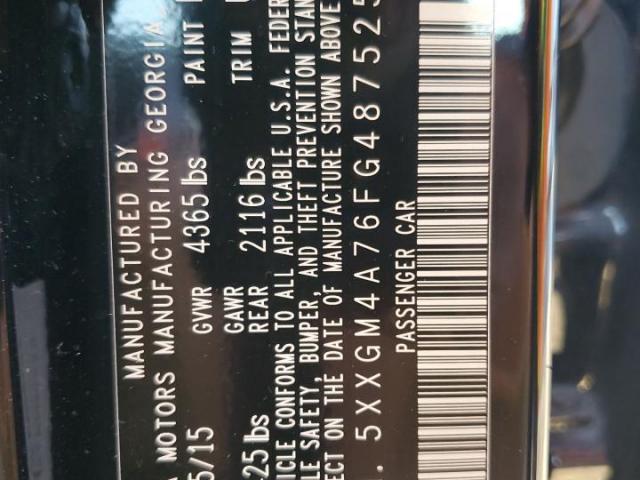 MANUFACTURED BY
A MOTORS MANUFACTURING GEORGIA
5/15 GVWR 4365 lbs PAINT
GAWR TRIM
25 lbs REAR 2116 lbs
ICLE CONFORMS TO ALL APPLICABLE U.S.A. FEDER
LE SAFETY, BUMPER, AND THEFT PREVENTION STAN
ECT ON THE DATE OF MANUFACTURE SHOWN ABOVE
. 5XXGM4A76FG487525
PASSENGER CAR